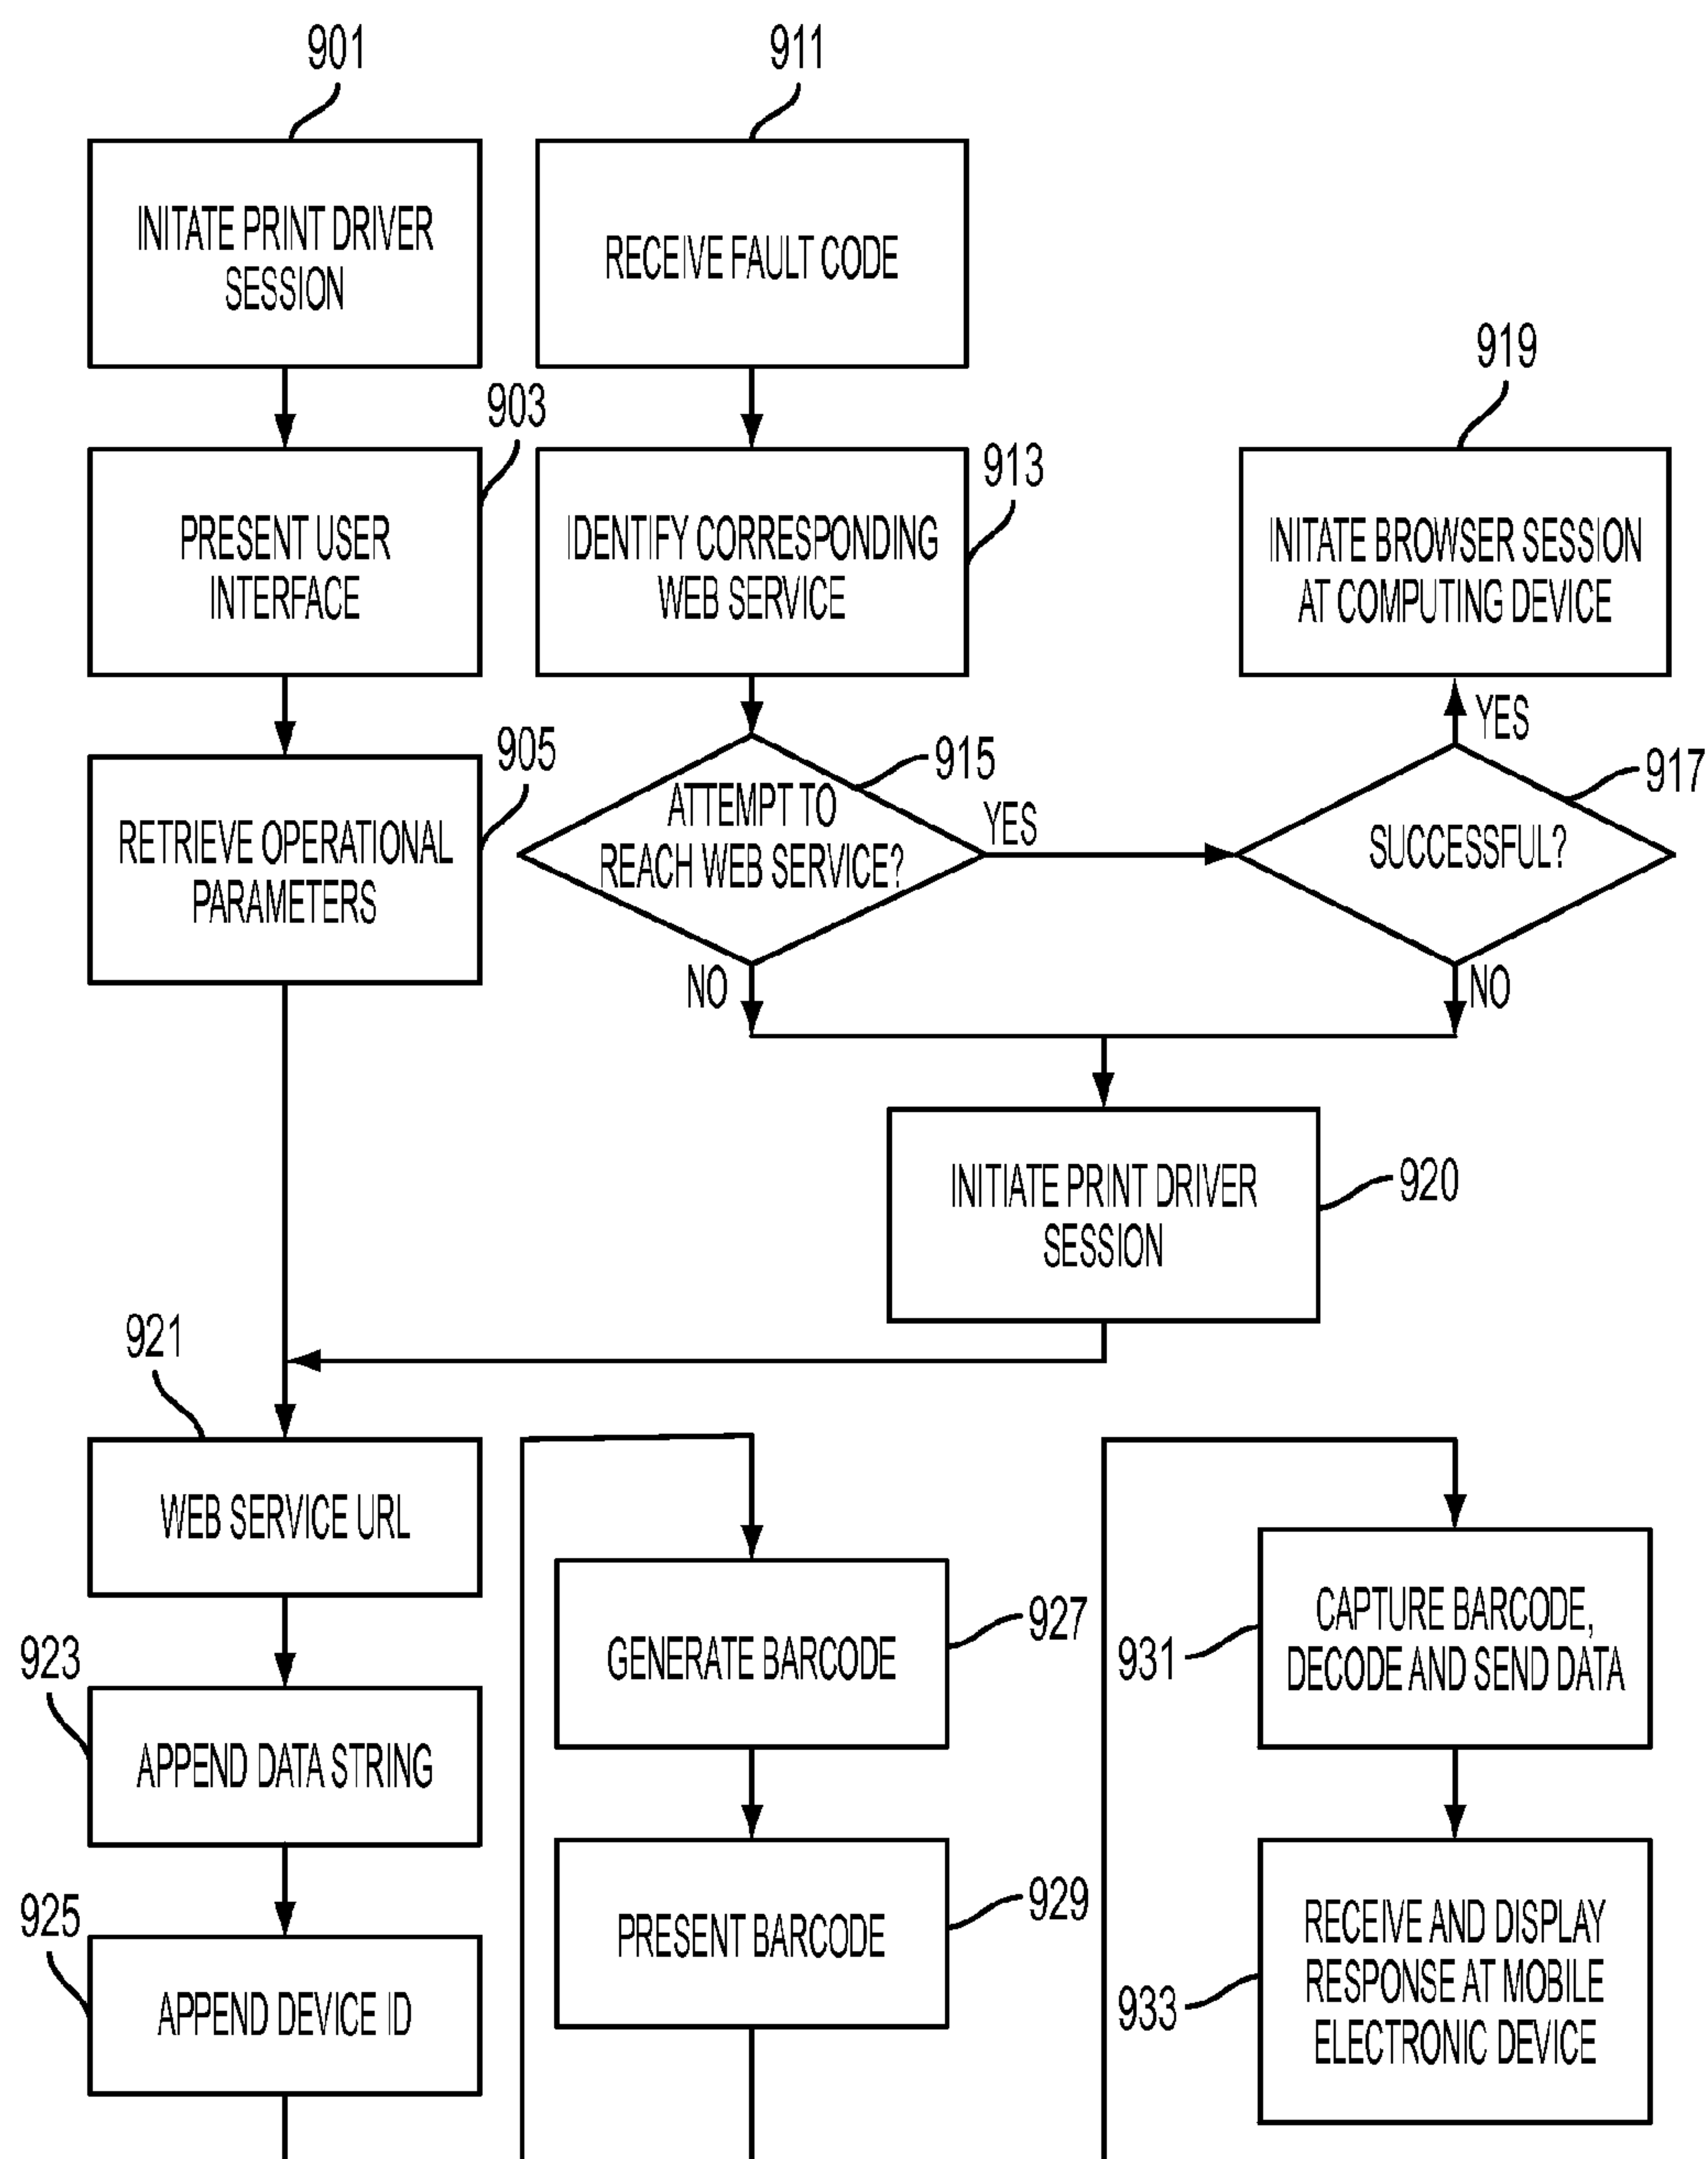 901
INITATE PRINT DRIVER
SESSION
911
RECEIVE FAULT CODE
903
PRESENT USER
INTERFACE
913
IDENTIFY CORRESPONDING
WEB SERVICE
919
INITATE BROWSER SESSION
AT COMPUTING DEVICE
905
RETRIEVE OPERATIONAL
PARAMETERS
915
ATTEMPT TO
REACH WEB SERVICE?
YES
NO
917
SUCCESSFUL?
YES
NO
920
INITIATE PRINT DRIVER
SESSION
921
WEB SERVICE URL
923
APPEND DATA STRING
925
APPEND DEVICE ID
927
GENERATE BARCODE
929
PRESENT BARCODE
931
CAPTURE BARCODE,
DECODE AND SEND DATA
933
RECEIVE AND DISPLAY
RESPONSE AT MOBILE
ELECTRONIC DEVICE